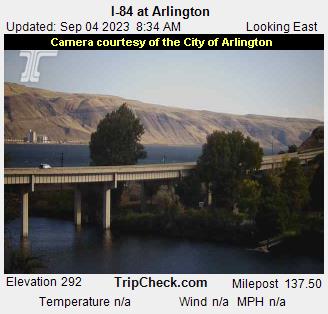 I-84 at Arlington
Updated: Sep 04 2023 8:34 AM Looking East
Camera courtesy of the City of Arlington
Elevation 292 TripCheck.com Milepost 137.50
Temperature n/a Wind n/a MPH n/a